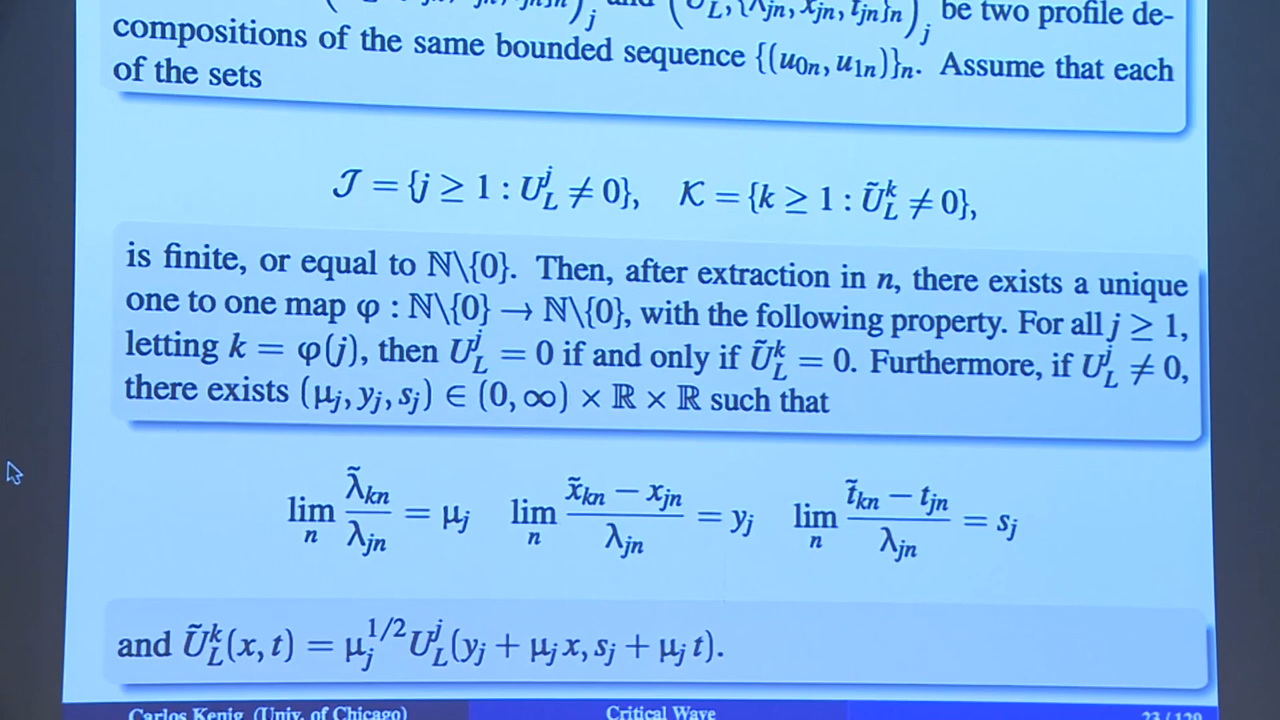 be two profile de-
compositions of the same bounded sequence {(u₀ₙ, u₁ₙ)}ₙ. Assume that each
of the sets
𝒥 = {j ≥ 1 : U_L^j ≠ 0}, 𝒦 = {k ≥ 1 : Ũ_L^k ≠ 0},
is finite, or equal to ℕ\{0}. Then, after extraction in n, there exists a unique
one to one map φ : ℕ\{0} → ℕ\{0}, with the following property. For all j ≥ 1,
letting k = φ(j), then U_L^j = 0 if and only if Ũ_L^k = 0. Furthermore, if U_L^j ≠ 0,
there exists (μ_j, y_j, s_j) ∈ (0, ∞) × ℝ × ℝ such that
lim_n λ̃_{kn}/λ_{jn} = μ_j lim_n (x̃_{kn} − x_{jn})/λ_{jn} = y_j lim_n (t̃_{kn} − t_{jn})/λ_{jn} = s_j
and Ũ_L^k(x, t) = μ_j^{1/2} U_L^j(y_j + μ_j x, s_j + μ_j t).
Carlos Kenig (Univ. of Chicago) Critical Wave 23 / 120